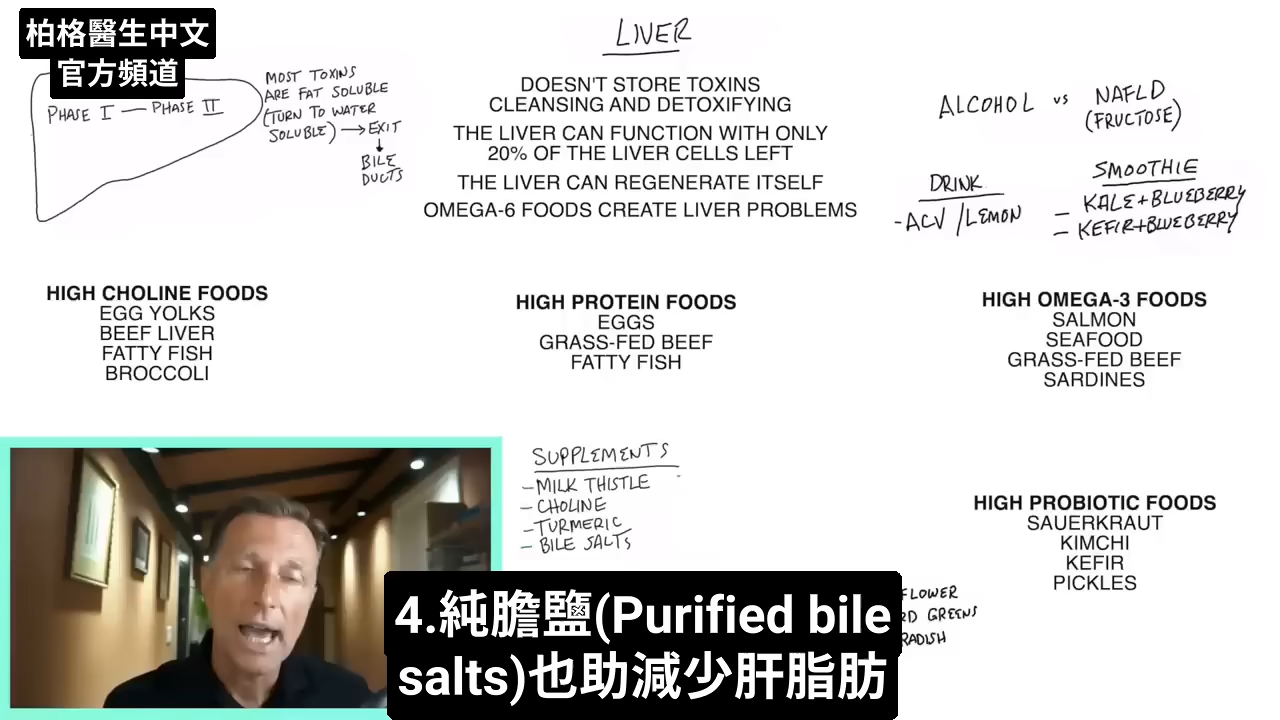 柏格醫生中文
官方頻道
LIVER
PHASE I — PHASE II
MOST TOXINS
ARE FAT SOLUBLE
(TURN TO WATER
SOLUBLE) → EXIT
↓
BILE
DUCTS
DOESN'T STORE TOXINS
CLEANSING AND DETOXIFYING
THE LIVER CAN FUNCTION WITH ONLY
20% OF THE LIVER CELLS LEFT
THE LIVER CAN REGENERATE ITSELF
OMEGA-6 FOODS CREATE LIVER PROBLEMS
ALCOHOL vs NAFLD
(FRUCTOSE)
DRINK
-ACV/LEMON
SMOOTHIE
- KALE+BLUEBERRY
- KEFIR+BLUEBERRY
HIGH CHOLINE FOODS
EGG YOLKS
BEEF LIVER
FATTY FISH
BROCCOLI
HIGH PROTEIN FOODS
EGGS
GRASS-FED BEEF
FATTY FISH
HIGH OMEGA-3 FOODS
SALMON
SEAFOOD
GRASS-FED BEEF
SARDINES
SUPPLEMENTS
-MILK THISTLE
-CHOLINE
-TURMERIC
-BILE SALTS
HIGH PROBIOTIC FOODS
SAUERKRAUT
KIMCHI
KEFIR
PICKLES
FLOWER
RD GREENS
RADISH
4.純膽鹽(Purified bile
salts)也助減少肝脂肪